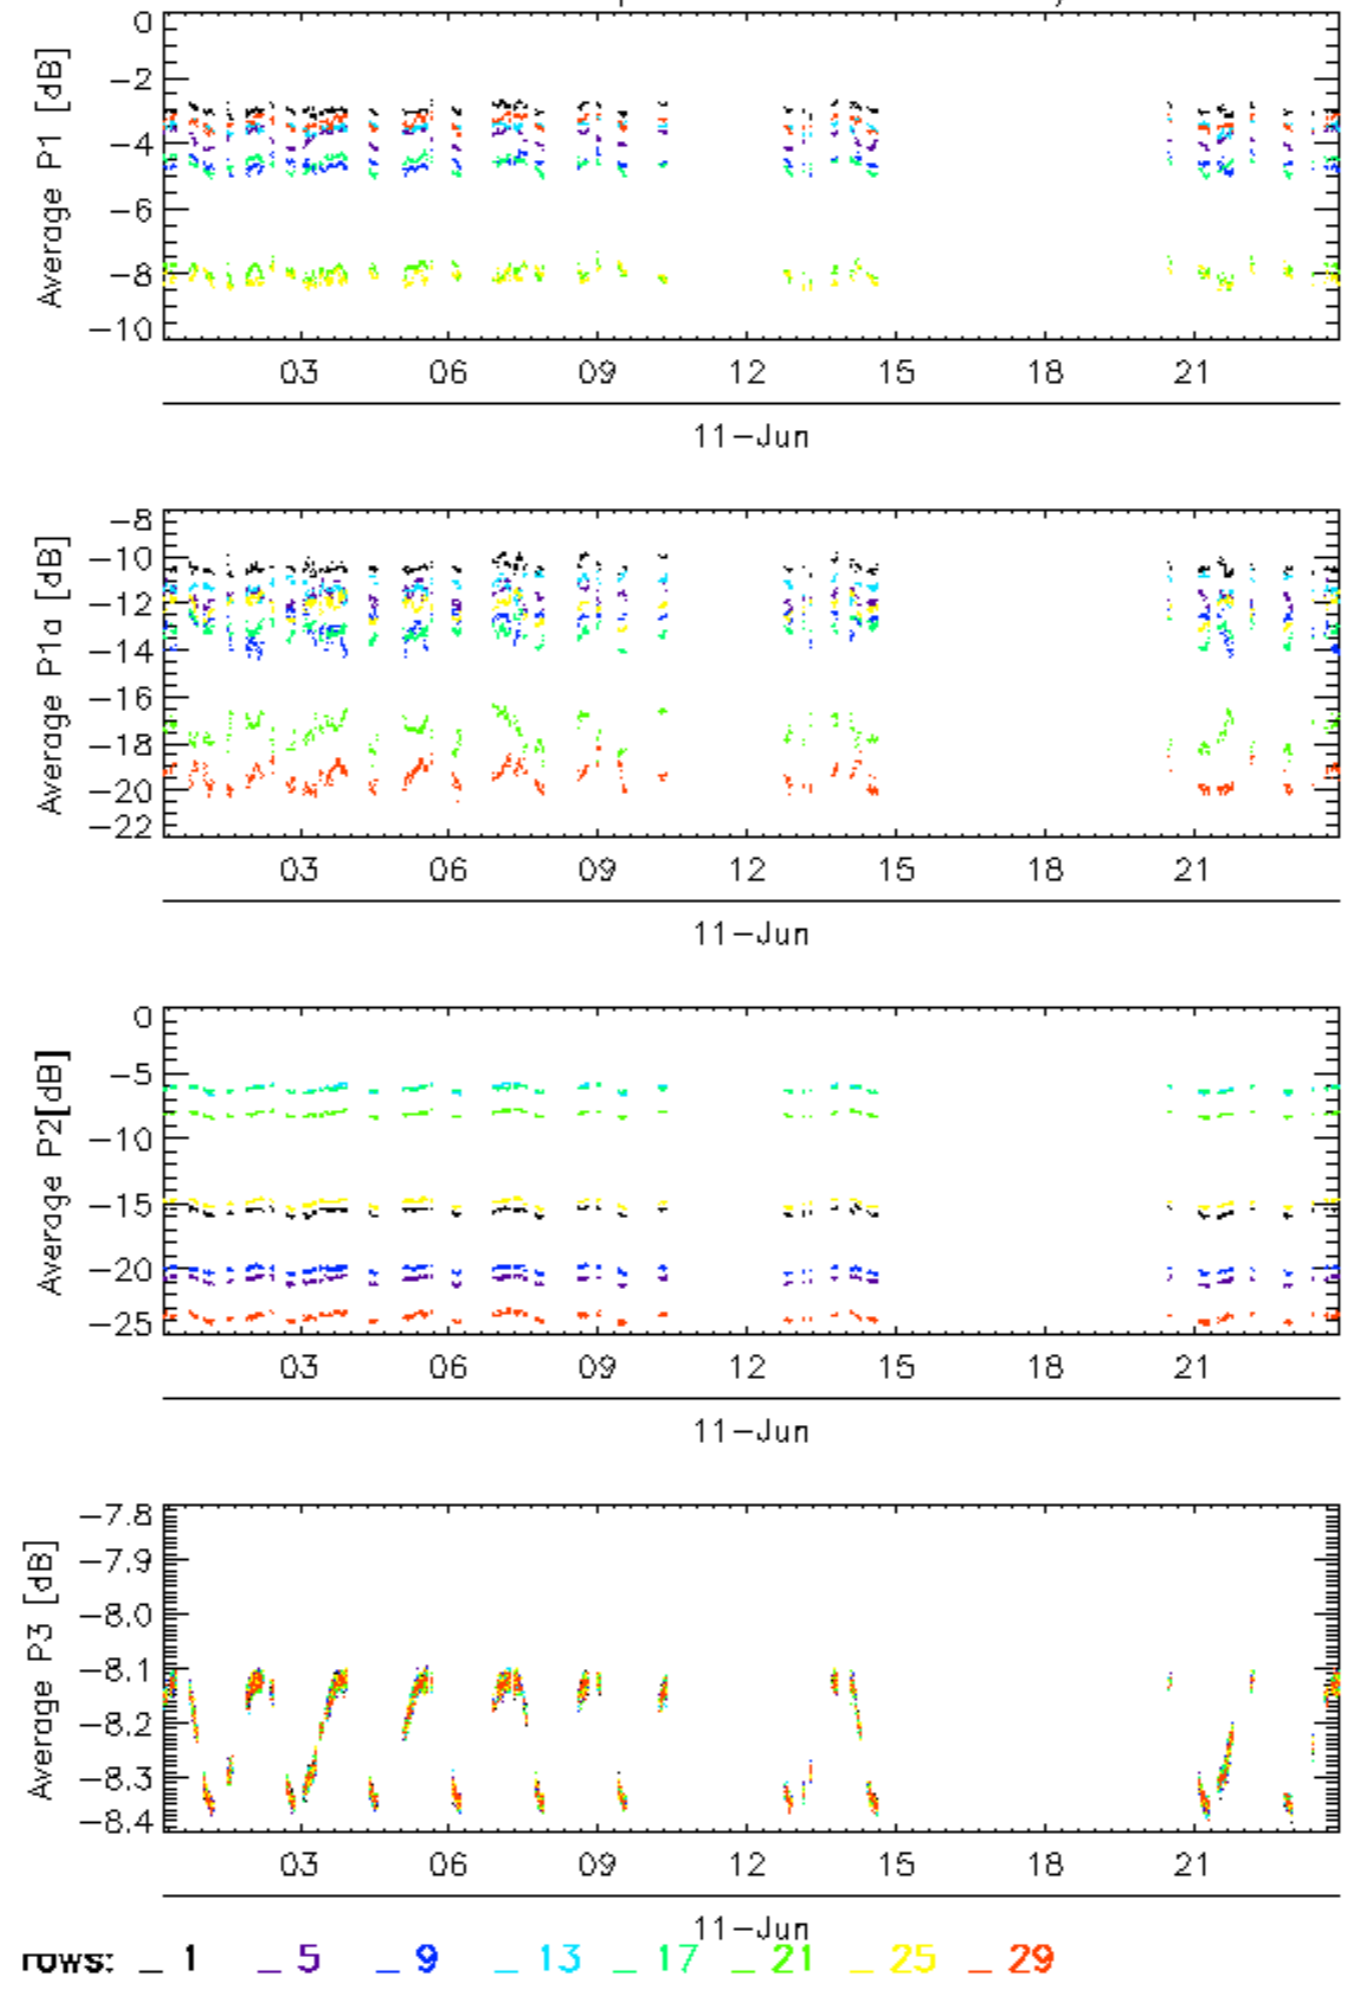 Average P1 [dB]
0
−2
−4
−6
−8
−10
03 06 09 12 15 18 21
11−Jun
Average P1a [dB]
−8
−10
−12
−14
−16
−18
−20
−22
03 06 09 12 15 18 21
11−Jun
Average P2[dB]
0
−5
−10
−15
−20
−25
03 06 09 12 15 18 21
11−Jun
Average P3 [dB]
−7.8
−7.9
−8.0
−8.1
−8.2
−8.3
−8.4
03 06 09 12 15 18 21
11−Jun
rows: _ 1 _ 5 _ 9 _ 13 _ 17 _ 21 _ 25 _ 29